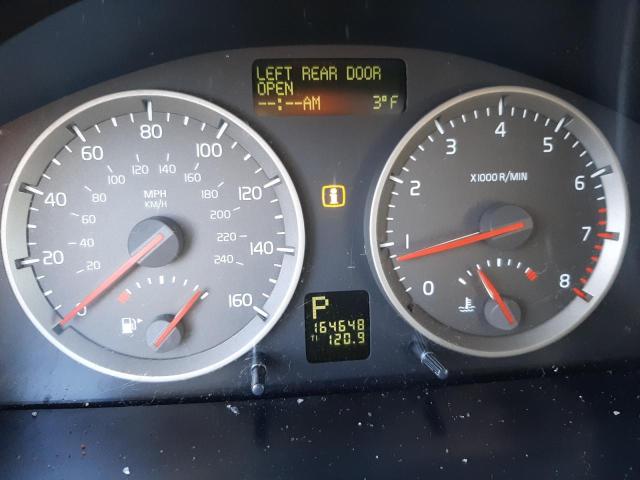 LEFT REAR DOOR
OPEN
--:--AM 3°F
0 20 40 60 80 100 120 140 160
20 40 60 80 100 120 140 160 180 200 220 240
MPH
KM/H
0 1 2 3 4 5 6 7 8
X1000R/MIN
P
164648
T1 120.9